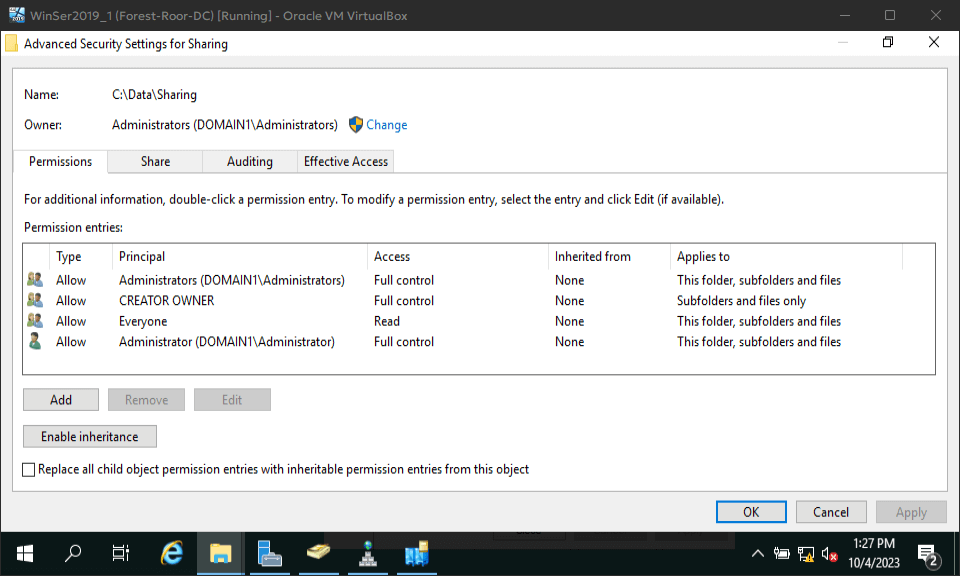 WinSer2019_1 (Forest-Roor-DC) [Running] - Oracle VM VirtualBox
Advanced Security Settings for Sharing
Name: C:\Data\Sharing
Owner: Administrators (DOMAIN1\Administrators) Change
Permissions Share Auditing Effective Access
For additional information, double-click a permission entry. To modify a permission entry, select the entry and click Edit (if available).
Permission entries:
Type Principal Access Inherited from Applies to
Allow Administrators (DOMAIN1\Administrators) Full control None This folder, subfolders and files
Allow CREATOR OWNER Full control None Subfolders and files only
Allow Everyone Read None This folder, subfolders and files
Allow Administrator (DOMAIN1\Administrator) Full control None This folder, subfolders and files
Add Remove Edit
Enable inheritance
Replace all child object permission entries with inheritable permission entries from this object
OK Cancel Apply
1:27 PM
10/4/2023
2